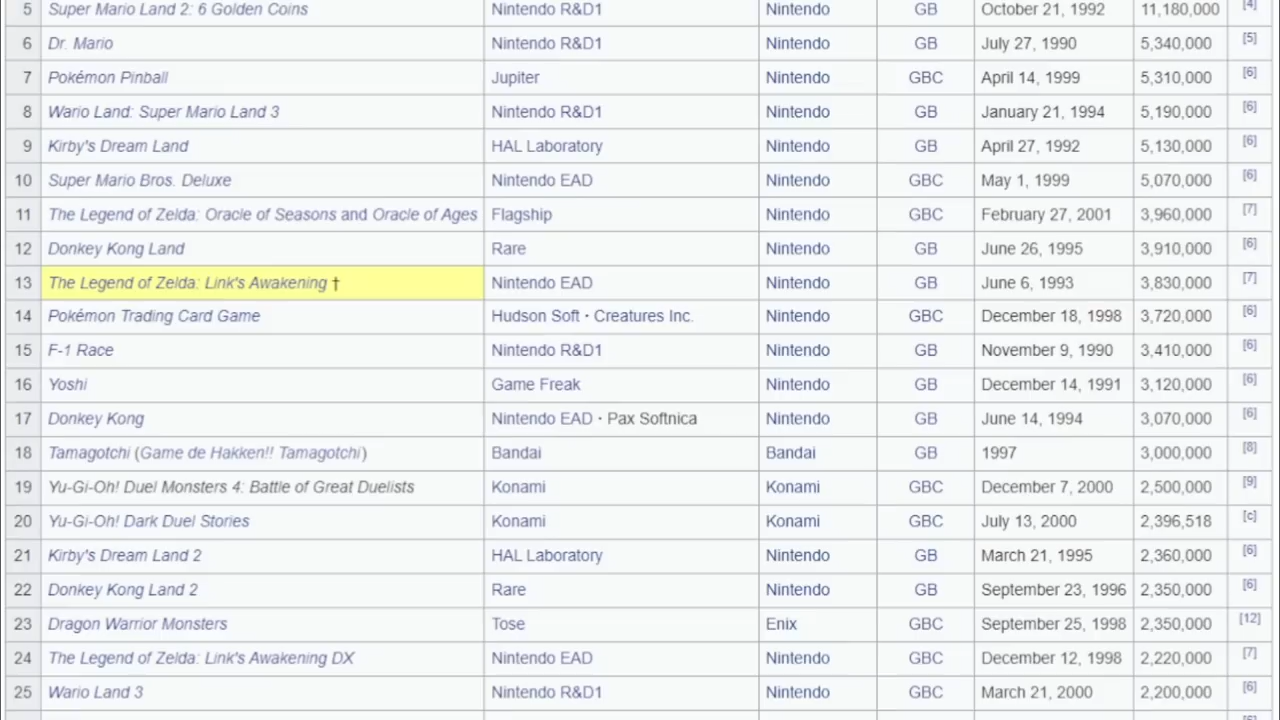 5 Super Mario Land 2: 6 Golden Coins Nintendo R&D1 Nintendo GB October 21, 1992 11,180,000 [4]
6 Dr. Mario Nintendo R&D1 Nintendo GB July 27, 1990 5,340,000 [5]
7 Pokémon Pinball Jupiter Nintendo GBC April 14, 1999 5,310,000 [6]
8 Wario Land: Super Mario Land 3 Nintendo R&D1 Nintendo GB January 21, 1994 5,190,000 [6]
9 Kirby's Dream Land HAL Laboratory Nintendo GB April 27, 1992 5,130,000 [6]
10 Super Mario Bros. Deluxe Nintendo EAD Nintendo GBC May 1, 1999 5,070,000 [6]
11 The Legend of Zelda: Oracle of Seasons and Oracle of Ages Flagship Nintendo GBC February 27, 2001 3,960,000 [7]
12 Donkey Kong Land Rare Nintendo GB June 26, 1995 3,910,000 [6]
13 The Legend of Zelda: Link's Awakening † Nintendo EAD Nintendo GB June 6, 1993 3,830,000 [7]
14 Pokémon Trading Card Game Hudson Soft · Creatures Inc. Nintendo GBC December 18, 1998 3,720,000 [6]
15 F-1 Race Nintendo R&D1 Nintendo GB November 9, 1990 3,410,000 [6]
16 Yoshi Game Freak Nintendo GB December 14, 1991 3,120,000 [6]
17 Donkey Kong Nintendo EAD · Pax Softnica Nintendo GB June 14, 1994 3,070,000 [6]
18 Tamagotchi (Game de Hakken!! Tamagotchi) Bandai Bandai GB 1997 3,000,000 [8]
19 Yu-Gi-Oh! Duel Monsters 4: Battle of Great Duelists Konami Konami GBC December 7, 2000 2,500,000 [9]
20 Yu-Gi-Oh! Dark Duel Stories Konami Konami GBC July 13, 2000 2,396,518 [c]
21 Kirby's Dream Land 2 HAL Laboratory Nintendo GB March 21, 1995 2,360,000 [6]
22 Donkey Kong Land 2 Rare Nintendo GB September 23, 1996 2,350,000 [6]
23 Dragon Warrior Monsters Tose Enix GBC September 25, 1998 2,350,000 [12]
24 The Legend of Zelda: Link's Awakening DX Nintendo EAD Nintendo GBC December 12, 1998 2,220,000 [7]
25 Wario Land 3 Nintendo R&D1 Nintendo GBC March 21, 2000 2,200,000 [6]